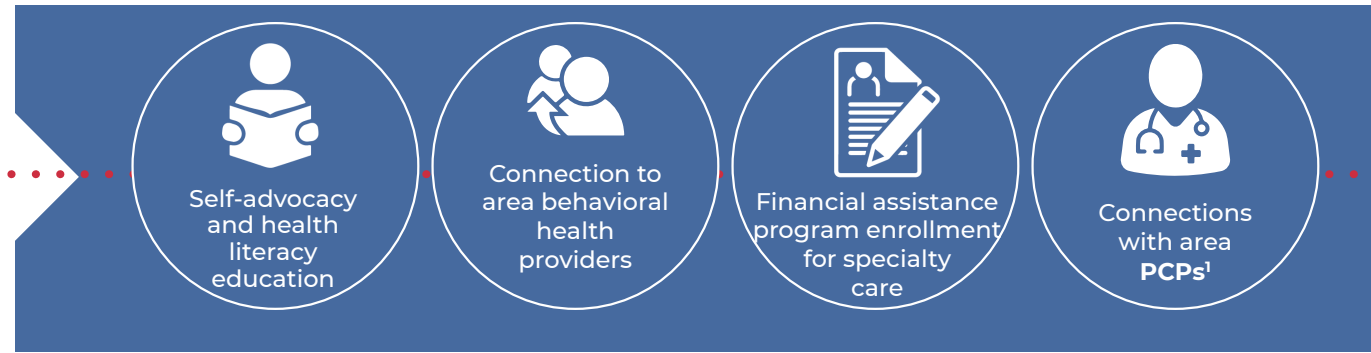 Self-advocacy
and health
literacy
education
Connection to
area behavioral
health
providers
Financial assistance
program enrollment
for specialty
care
Connections
with area
PCPs¹